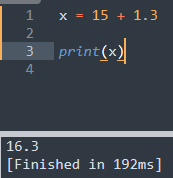 1 x = 15 + 1.3
2
3 print(x)
4
16.3
[Finished in 192ms]